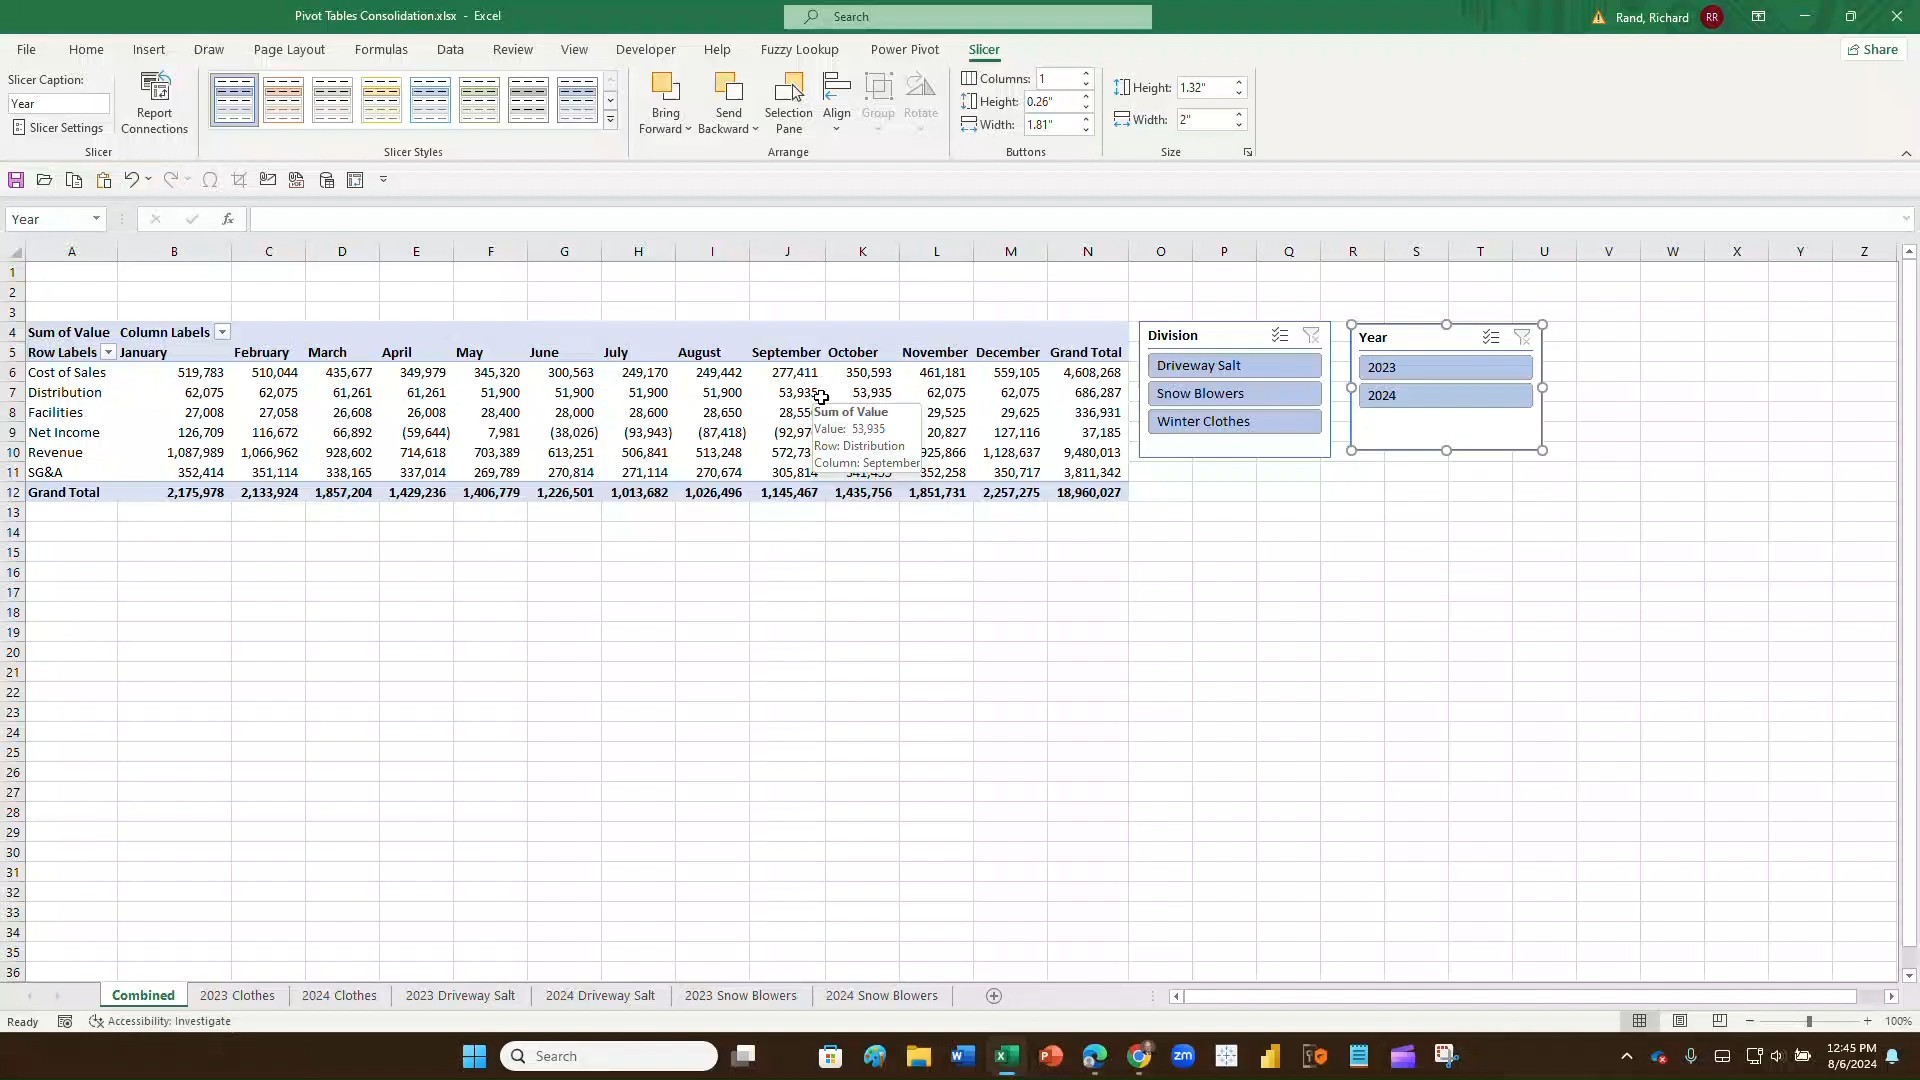 Pivot Tables Consolidation.xlsx - Excel
Search
Rand, Richard RR
File Home Insert Draw Page Layout Formulas Data Review View Developer Help Fuzzy Lookup Power Pivot Slicer Share
Slicer Caption:
Year
Slicer Settings
Report Connections
Slicer
Slicer Styles
Bring Forward
Send Backward
Selection Pane
Align
Group
Rotate
Arrange
Columns: 1
Height: 0.26"
Width: 1.81"
Buttons
Height: 1.32"
Width: 2"
Size
Year fx
A B C D E F G H I J K L M N O P Q R S T U V W X Y Z
1
2
3
4 Sum of Value Column Labels
5 Row Labels January February March April May June July August September October November December Grand Total
6 Cost of Sales 519,783 510,044 435,677 349,979 345,320 300,563 249,170 249,442 277,411 350,593 461,181 559,105 4,608,268
7 Distribution 62,075 62,075 61,261 61,261 51,900 51,900 51,900 51,900 53,935 53,935 62,075 62,075 686,287
8 Facilities 27,008 27,058 26,608 26,008 28,400 28,000 28,600 28,650 29,525 29,625 336,931
9 Net Income 126,709 116,672 66,892 (59,644) 7,981 (38,026) (93,943) (87,418) 20,827 127,116 37,185
10 Revenue 1,087,989 1,066,962 928,602 714,618 703,389 613,251 506,841 513,248 925,866 1,128,637 9,480,013
11 SG&A 352,414 351,114 338,165 337,014 269,789 270,814 271,114 270,674 305,814 352,258 350,717 3,811,342
12 Grand Total 2,175,978 2,133,924 1,857,204 1,429,236 1,406,779 1,226,501 1,013,682 1,026,496 1,145,467 1,435,756 1,851,731 2,257,275 18,960,027
Sum of Value
Value: 53,935
Row: Distribution
Column: September
Division
Driveway Salt
Snow Blowers
Winter Clothes
Year
2023
2024
13
14
15
16
17
18
19
20
21
22
23
24
25
26
27
28
29
30
31
32
33
34
35
36
Combined 2023 Clothes 2024 Clothes 2023 Driveway Salt 2024 Driveway Salt 2023 Snow Blowers 2024 Snow Blowers
Ready Accessibility: Investigate 100%
Search
12:45 PM
8/6/2024